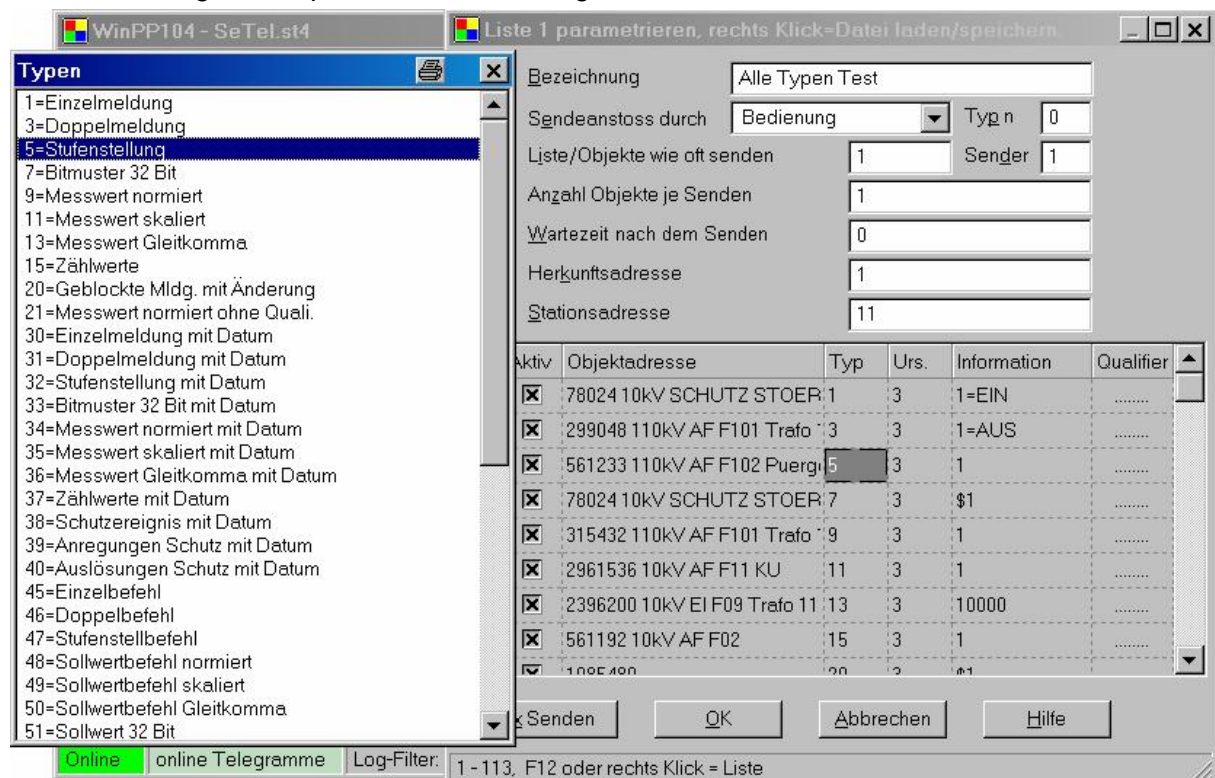 WinPP104 - SeTel.st4
Liste 1 parametrieren, rechts Klick=Datei laden/speichern.
Typen
1=Einzelmeldung
3=Doppelmeldung
5=Stufenstellung
7=Bitmuster 32 Bit
9=Messwert normiert
11=Messwert skaliert
13=Messwert Gleitkomma
15=Zählwerte
20=Geblockte Mldg. mit Änderung
21=Messwert normiert ohne Quali.
30=Einzelmeldung mit Datum
31=Doppelmeldung mit Datum
32=Stufenstellung mit Datum
33=Bitmuster 32 Bit mit Datum
34=Messwert normiert mit Datum
35=Messwert skaliert mit Datum
36=Messwert Gleitkomma mit Datum
37=Zählwerte mit Datum
38=Schutzereignis mit Datum
39=Anregungen Schutz mit Datum
40=Auslösungen Schutz mit Datum
45=Einzelbefehl
46=Doppelbefehl
47=Stufenstellbefehl
48=Sollwertbefehl normiert
49=Sollwertbefehl skaliert
50=Sollwertbefehl Gleitkomma
51=Sollwert 32 Bit
Bezeichnung Alle Typen Test
Sendeanstoss durch Bedienung Typ n 0
Liste/Objekte wie oft senden 1 Sender 1
Anzahl Objekte je Senden 1
Wartezeit nach dem Senden 0
Herkunftsadresse 1
Stationsadresse 11
Aktiv Objektadresse Typ Urs. Information Qualifier
78024 10kV SCHUTZ STOER 1 3 1=EIN ........
299048 110kV AF F101 Trafo 3 3 1=AUS ........
561233 110kV AF F102 Puerg 5 3 1 ........
78024 10kV SCHUTZ STOER 7 3 $1 ........
315432 110kV AF F101 Trafo 9 3 1 ........
2961536 10kV AF F11 KU 11 3 1 ........
2396200 10kV EI F09 Trafo 11 13 3 10000 ........
561192 10kV AF F02 15 3 1 ........
Senden OK Abbrechen Hilfe
Online online Telegramme Log-Filter:
1 - 113, F12 oder rechts Klick = Liste